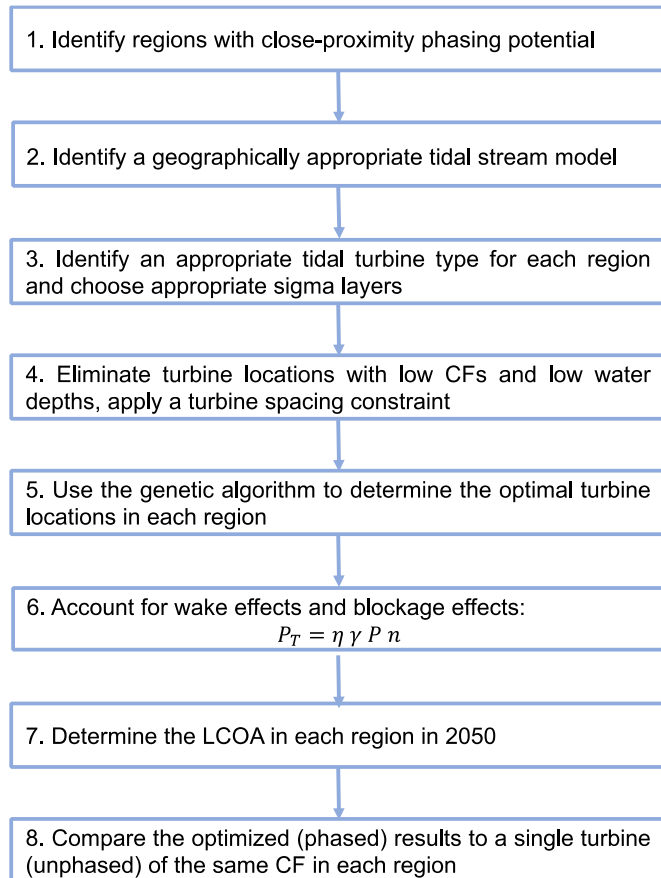 1. Identify regions with close-proximity phasing potential
2. Identify a geographically appropriate tidal stream model
3. Identify an appropriate tidal turbine type for each region
and choose appropriate sigma layers
4. Eliminate turbine locations with low CFs and low water
depths, apply a turbine spacing constraint
5. Use the genetic algorithm to determine the optimal turbine
locations in each region
6. Account for wake effects and blockage effects:
P_T = η γ P n
7. Determine the LCOA in each region in 2050
8. Compare the optimized (phased) results to a single turbine
(unphased) of the same CF in each region